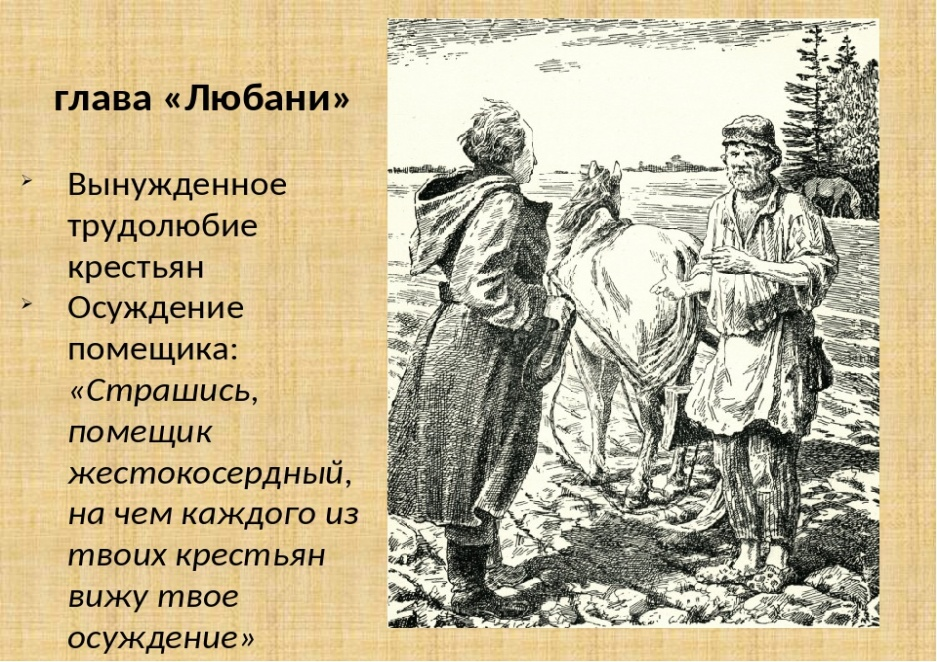 глава «Любани»
Вынужденное
трудолюбие
крестьян
Осуждение
помещика:
«Страшись,
помещик
жестокосердный,
на чем каждого из
твоих крестьян
вижу твое
осуждение»